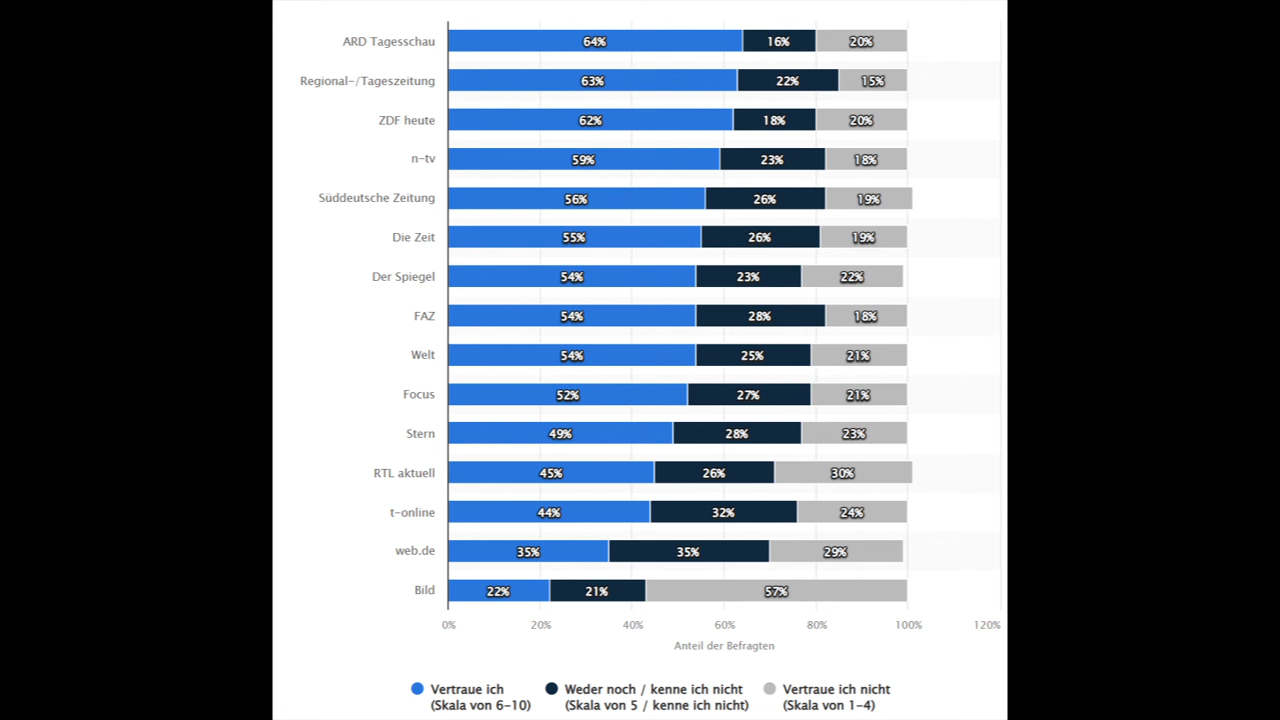 ARD Tagesschau 64% 16% 20%
Regional-/Tageszeitung 63% 22% 15%
ZDF heute 62% 18% 20%
n-tv 59% 23% 18%
Süddeutsche Zeitung 56% 26% 19%
Die Zeit 55% 26% 19%
Der Spiegel 54% 23% 22%
FAZ 54% 28% 18%
Welt 54% 25% 21%
Focus 52% 27% 21%
Stern 49% 28% 23%
RTL aktuell 45% 26% 30%
t-online 44% 32% 24%
web.de 35% 35% 29%
Bild 22% 21% 57%
0% 20% 40% 60% 80% 100% 120%
Anteil der Befragten
Vertraue ich Weder noch / kenne ich nicht Vertraue ich nicht
(Skala von 6-10) (Skala von 5 / kenne ich nicht) (Skala von 1-4)